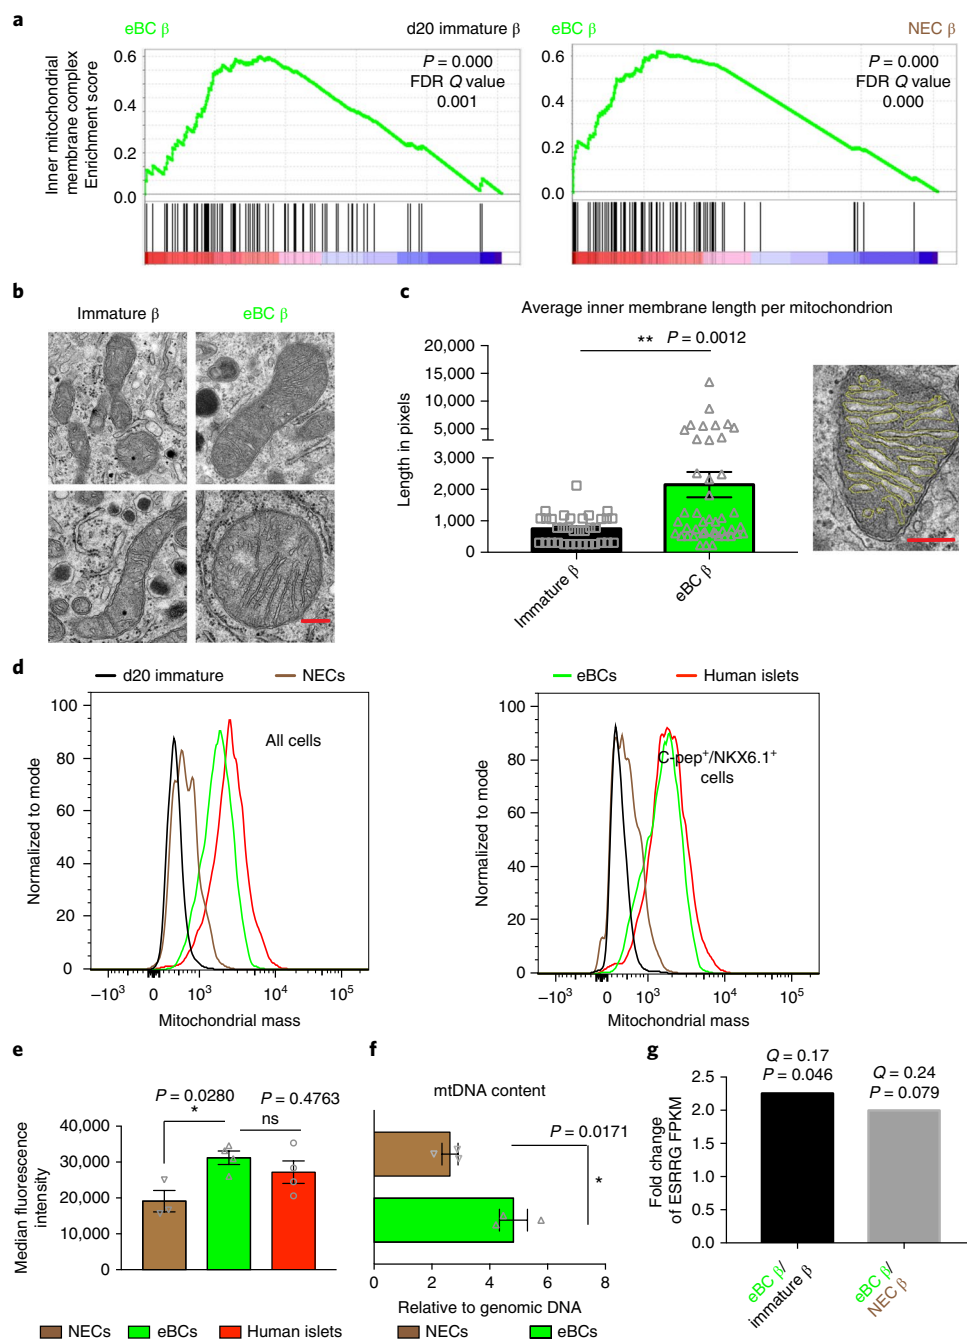 a
eBC β
d20 immature β
eBC β
NEC β
Inner mitochondrial
membrane complex
Enrichment score
0.6
0.4
0.2
0.0
P = 0.000
FDR Q value
0.001
0.6
0.4
0.2
0.0
P = 0.000
FDR Q value
0.000
b
Immature β
eBC β
c
Average inner membrane length per mitochondrion
** P = 0.0012
Length in pixels
20,000
15,000
10,000
5,000
3,000
2,000
1,000
0
Immature β
eBC β
d
d20 immature
NECs
eBCs
Human islets
Normalized to mode
100
80
60
40
20
0
All cells
−10³
0
10³
10⁴
10⁵
Mitochondrial mass
Normalized to mode
100
80
60
40
20
0
C-pep⁺/NKX6.1⁺
cells
−10³
0
10³
10⁴
10⁵
Mitochondrial mass
e
P = 0.0280
*
P = 0.4763
ns
Median fluorescence
intensity
40,000
30,000
20,000
10,000
0
NECs
eBCs
Human islets
f
mtDNA content
P = 0.0171
*
0
2
4
6
8
Relative to genomic DNA
NECs
eBCs
g
Q = 0.17
P = 0.046
Q = 0.24
P = 0.079
Fold change
of ESRRG FPKM
2.5
2.0
1.5
1.0
0.5
0
eBC β/
immature β
eBC β/
NEC β